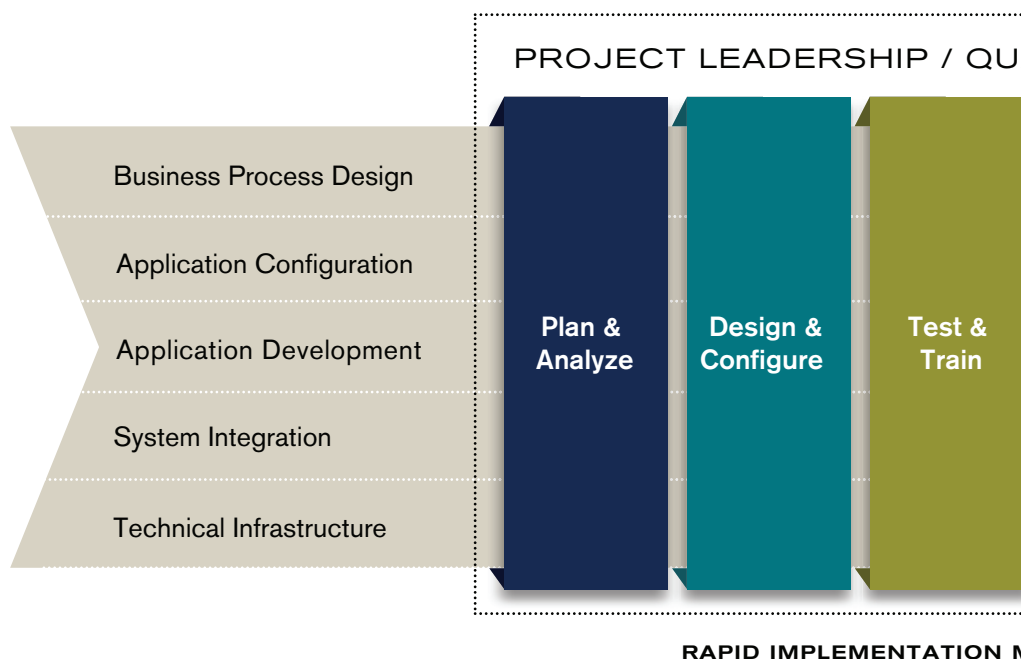 PROJECT LEADERSHIP /
Business Process Design
Application Configuration
Application Development
System Integration
Technical Infrastructure
Plan &
Analyze
Design &
Configure
Test &
Train
RAPID IMPLEMENTATION